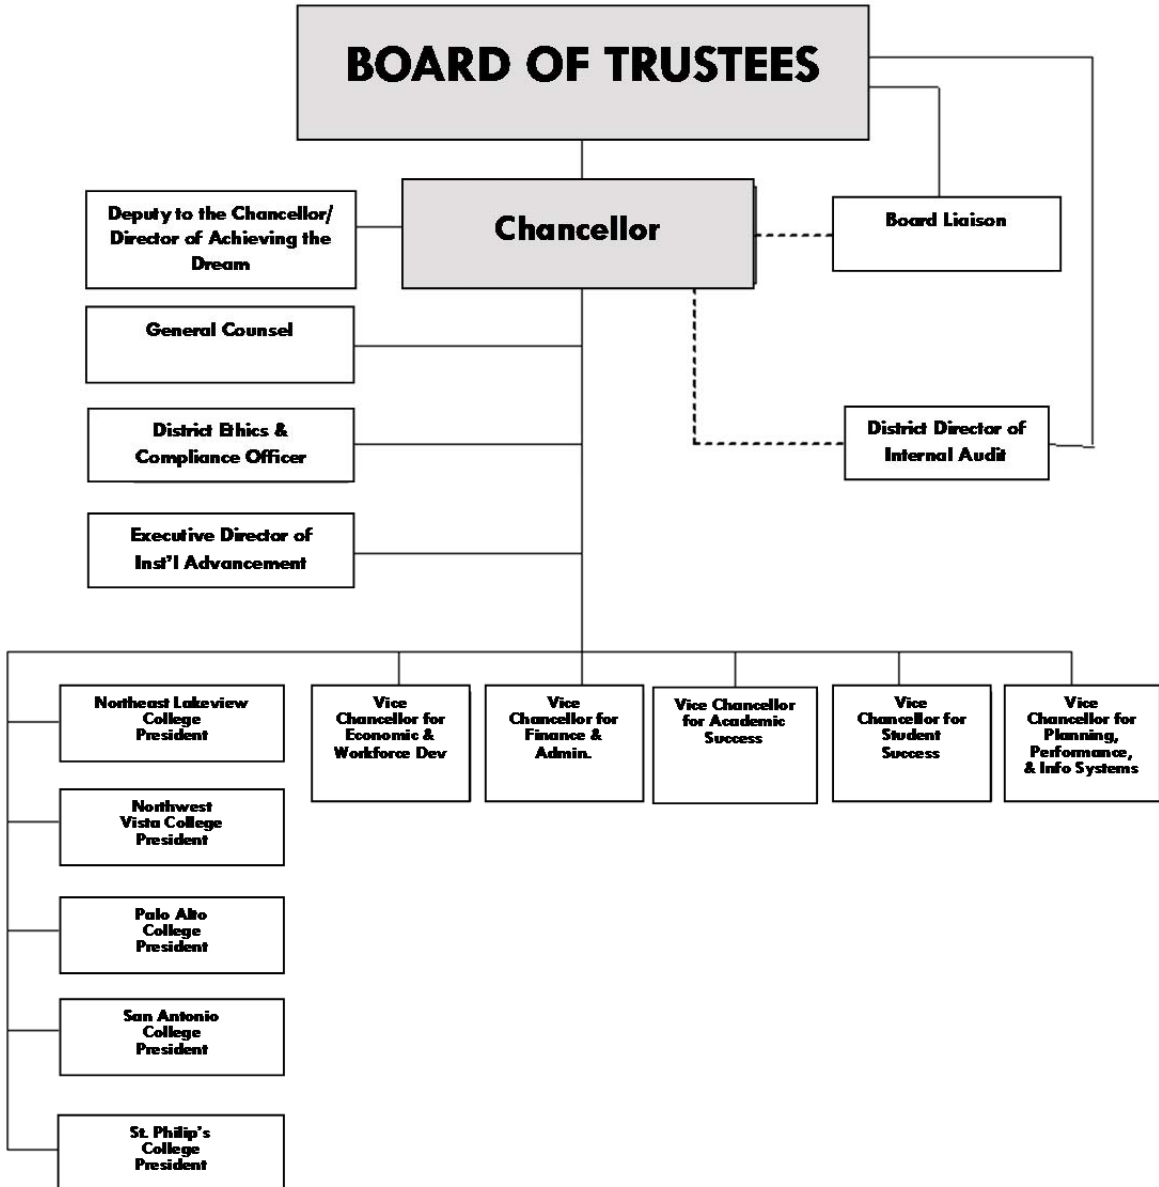 BOARD OF TRUSTEES
Chancellor
Deputy to the Chancellor/
Director of Achieving the
Dream
Board Liaison
General Counsel
District Ethics &
Compliance Officer
District Director of
Internal Audit
Executive Director of
Inst'l Advancement
Northeast Lakeview
College
President
Vice
Chancellor for
Economic &
Workforce Dev
Vice
Chancellor for
Finance &
Admin.
Vice Chancellor
for Academic
Success
Vice
Chancellor for
Student
Success
Vice
Chancellor for
Planning,
Performance,
& Info Systems
Northwest
Vista College
President
Palo Alto
College
President
San Antonio
College
President
St. Philip's
College
President